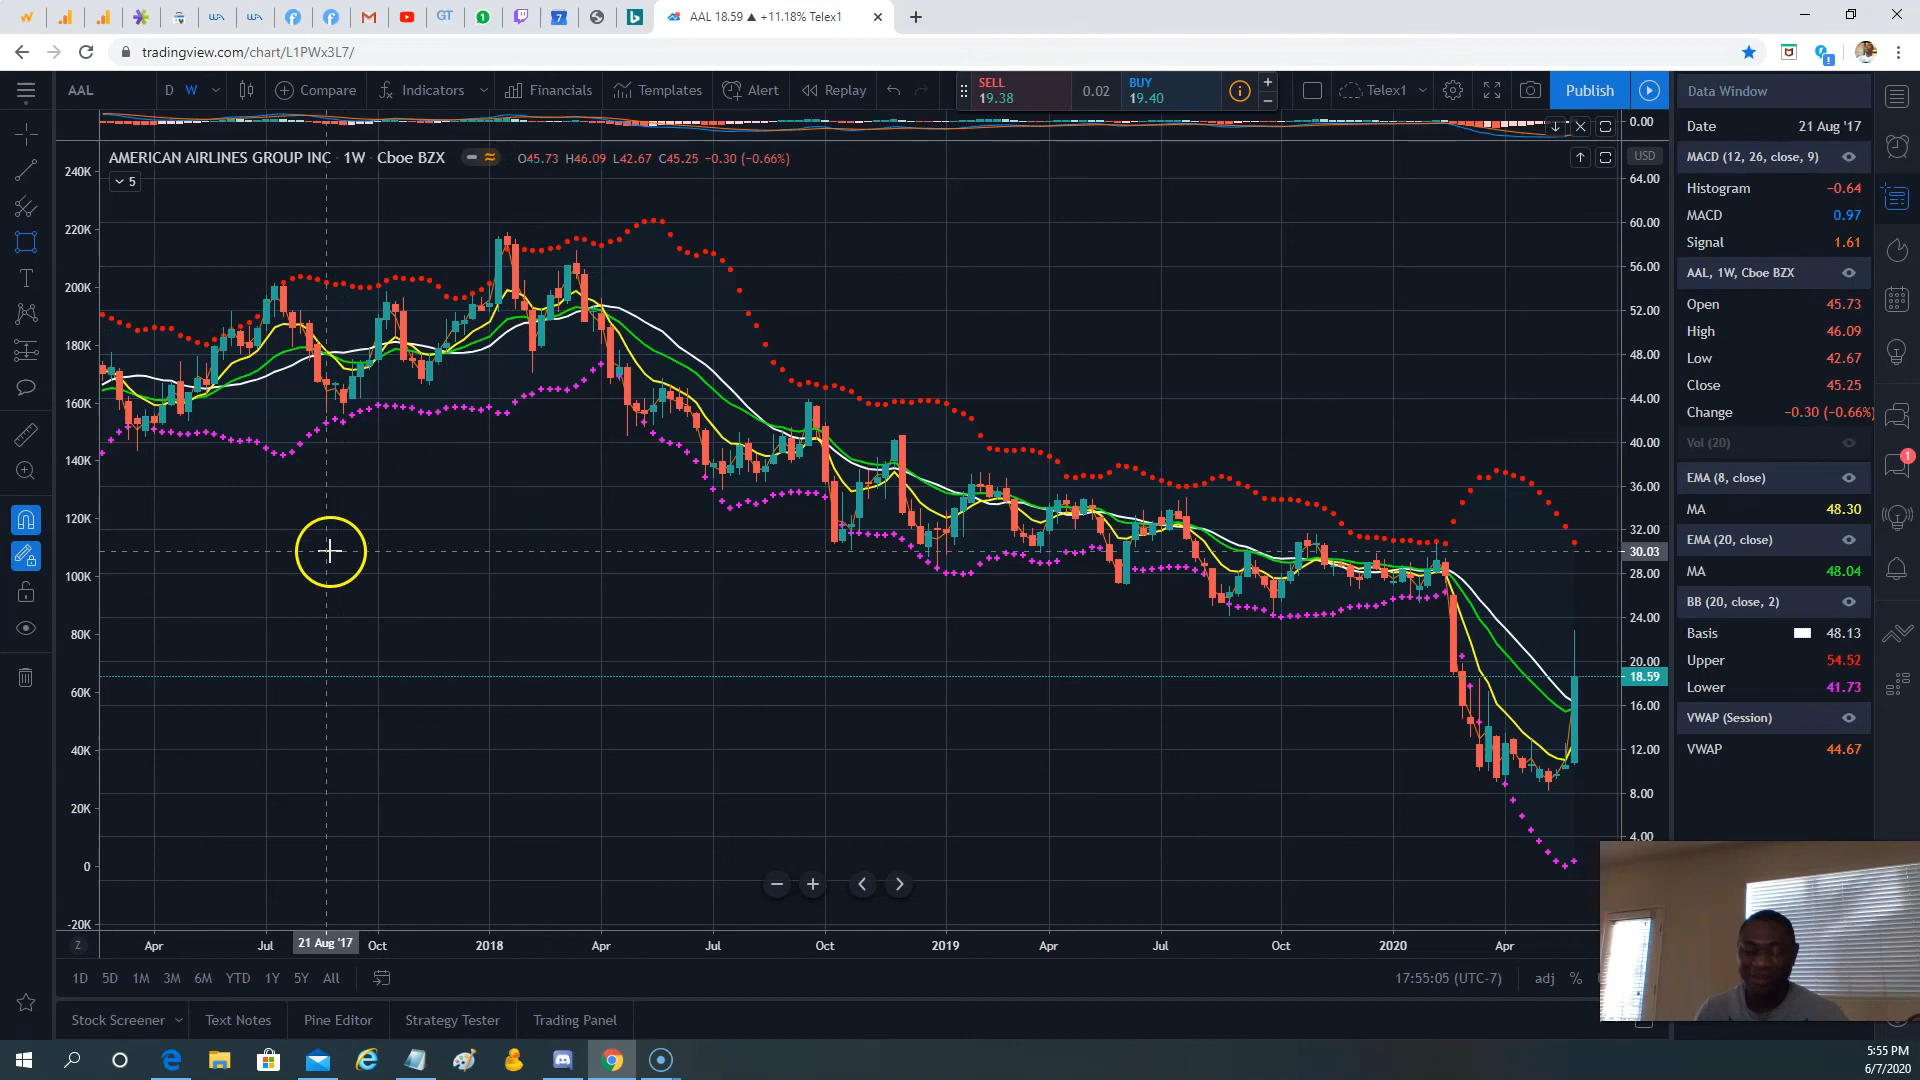 AAL 18.59 ▲ +11.18% Telex1
tradingview.com/chart/L1PWx3L7/
AAL D W Compare Indicators Financials Templates Alert Replay SELL 19.38 0.02 BUY 19.40 Telex1 Publish
0.00
AMERICAN AIRLINES GROUP INC · 1W · Cboe BZX O45.73 H46.09 L42.67 C45.25 −0.30 (−0.66%)
USD
5
240K
220K
200K
180K
160K
140K
120K
100K
80K
60K
40K
20K
0
-20K
64.00
60.00
56.00
52.00
48.00
44.00
40.00
36.00
32.00
30.03
28.00
24.00
20.00
18.59
16.00
12.00
8.00
4.00
Z
Apr Jul 21 Aug '17 Oct 2018 Apr Jul Oct 2019 Apr Jul Oct 2020 Apr
1D 5D 1M 3M 6M YTD 1Y 5Y All 17:55:05 (UTC-7) adj %
Stock Screener Text Notes Pine Editor Strategy Tester Trading Panel
Data Window
Date 21 Aug '17
MACD (12, 26, close, 9)
Histogram −0.64
MACD 0.97
Signal 1.61
AAL, 1W, Cboe BZX
Open 45.73
High 46.09
Low 42.67
Close 45.25
Change −0.30 (−0.66%)
Vol (20)
EMA (8, close)
MA 48.30
EMA (20, close)
MA 48.04
BB (20, close, 2)
Basis 48.13
Upper 54.52
Lower 41.73
VWAP (Session)
VWAP 44.67
1
5:55 PM
6/7/2020